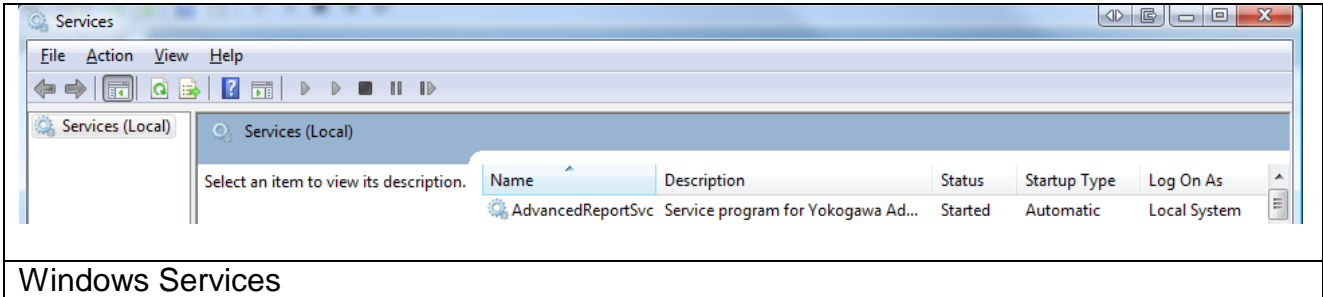 Services
File Action View Help
Services (Local)
Services (Local)
Select an item to view its description.
Name Description Status Startup Type Log On As
AdvancedReportSvc Service program for Yokogawa Ad... Started Automatic Local System
Windows Services